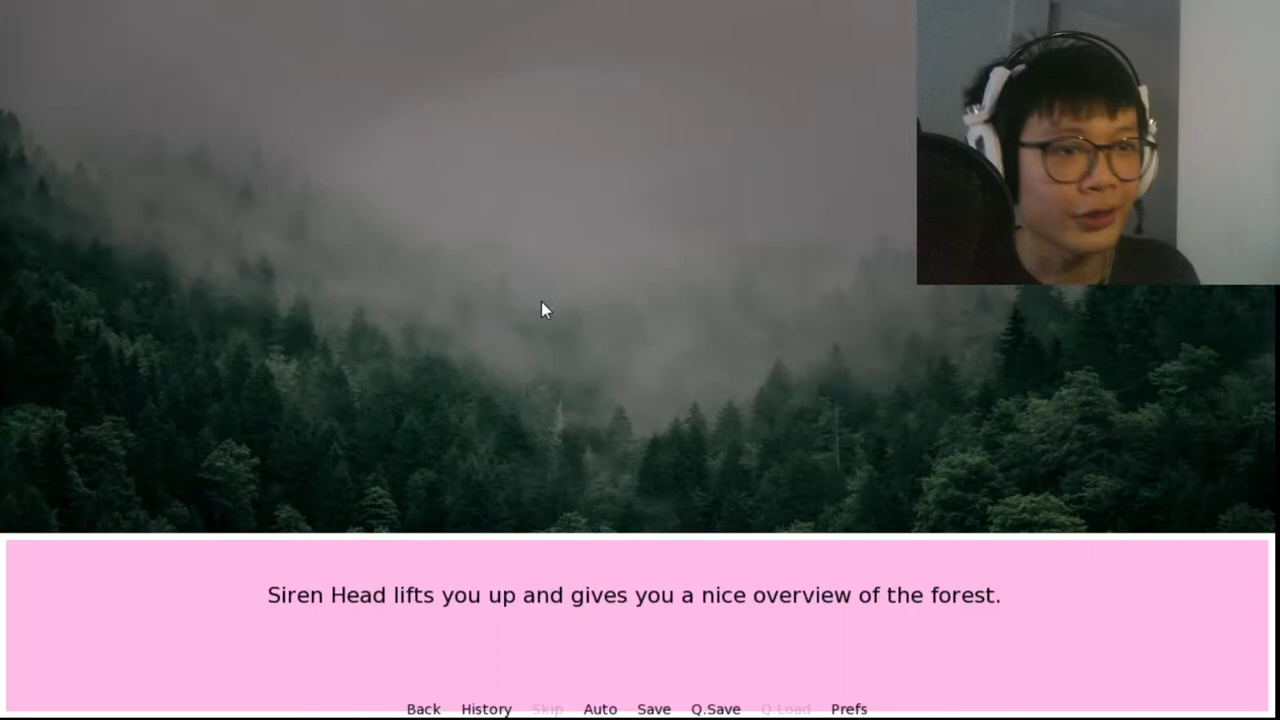 Siren Head lifts you up and gives you a nice overview of the forest.
Back History Skip Auto Save Q.Save Q.Load Prefs